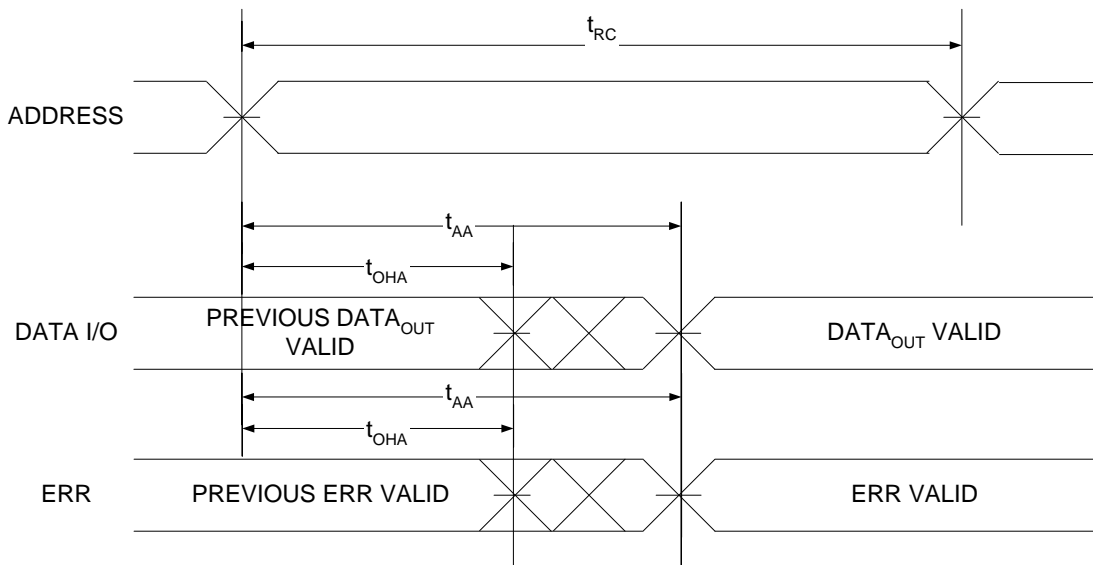 tRC
ADDRESS
tAA
tOHA
DATA I/O
PREVIOUS DATAOUT
VALID
DATAOUT VALID
tAA
tOHA
ERR
PREVIOUS ERR VALID
ERR VALID